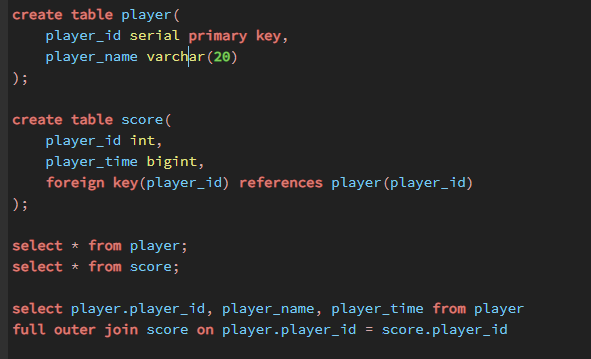 create table player(
    player_id serial primary key,
    player_name varchar(20)
);

create table score(
    player_id int,
    player_time bigint,
    foreign key(player_id) references player(player_id)
);

select * from player;
select * from score;

select player.player_id, player_name, player_time from player
full outer join score on player.player_id = score.player_id